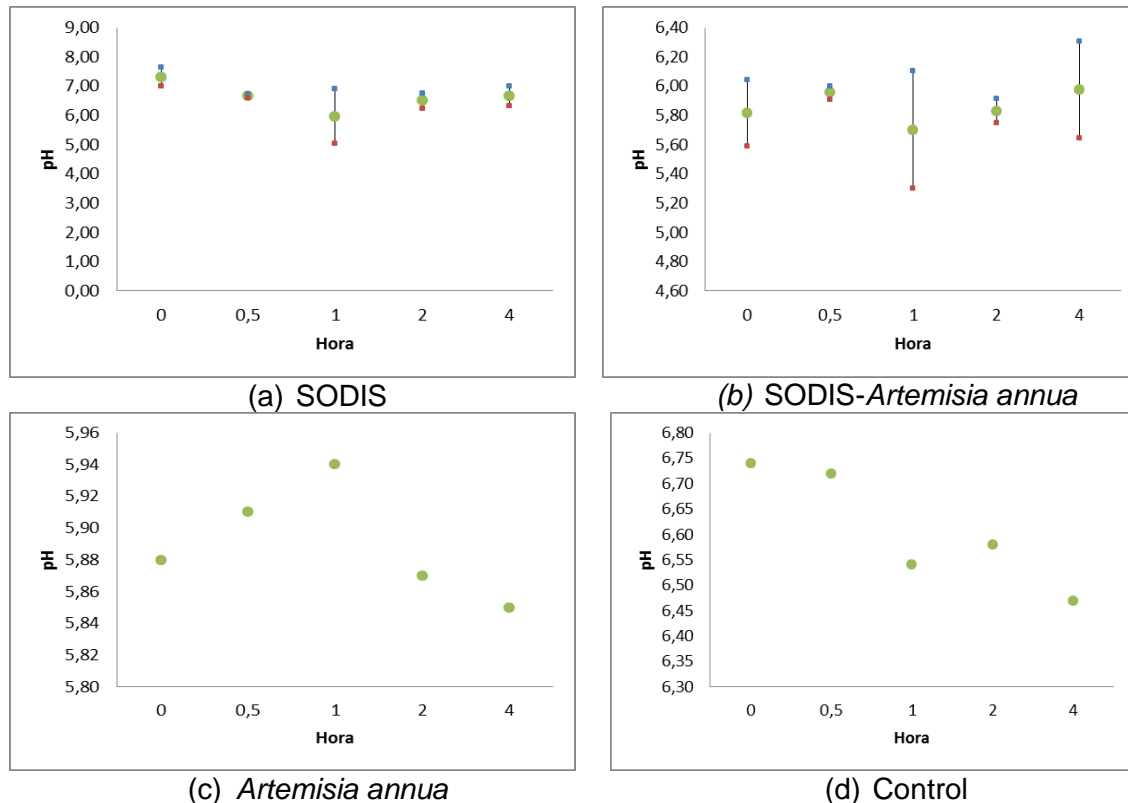 9,00
8,00
7,00
6,00
5,00
4,00
3,00
2,00
1,00
0,00
pH
0 0,5 1 2 4
Hora
(a) SODIS
6,40
6,20
6,00
5,80
5,60
5,40
5,20
5,00
4,80
4,60
pH
0 0,5 1 2 4
Hora
(b) SODIS-Artemisia annua
5,96
5,94
5,92
5,90
5,88
5,86
5,84
5,82
5,80
pH
0 0,5 1 2 4
Hora
(c) Artemisia annua
6,80
6,75
6,70
6,65
6,60
6,55
6,50
6,45
6,40
6,35
6,30
pH
0 0,5 1 2 4
Hora
(d) Control